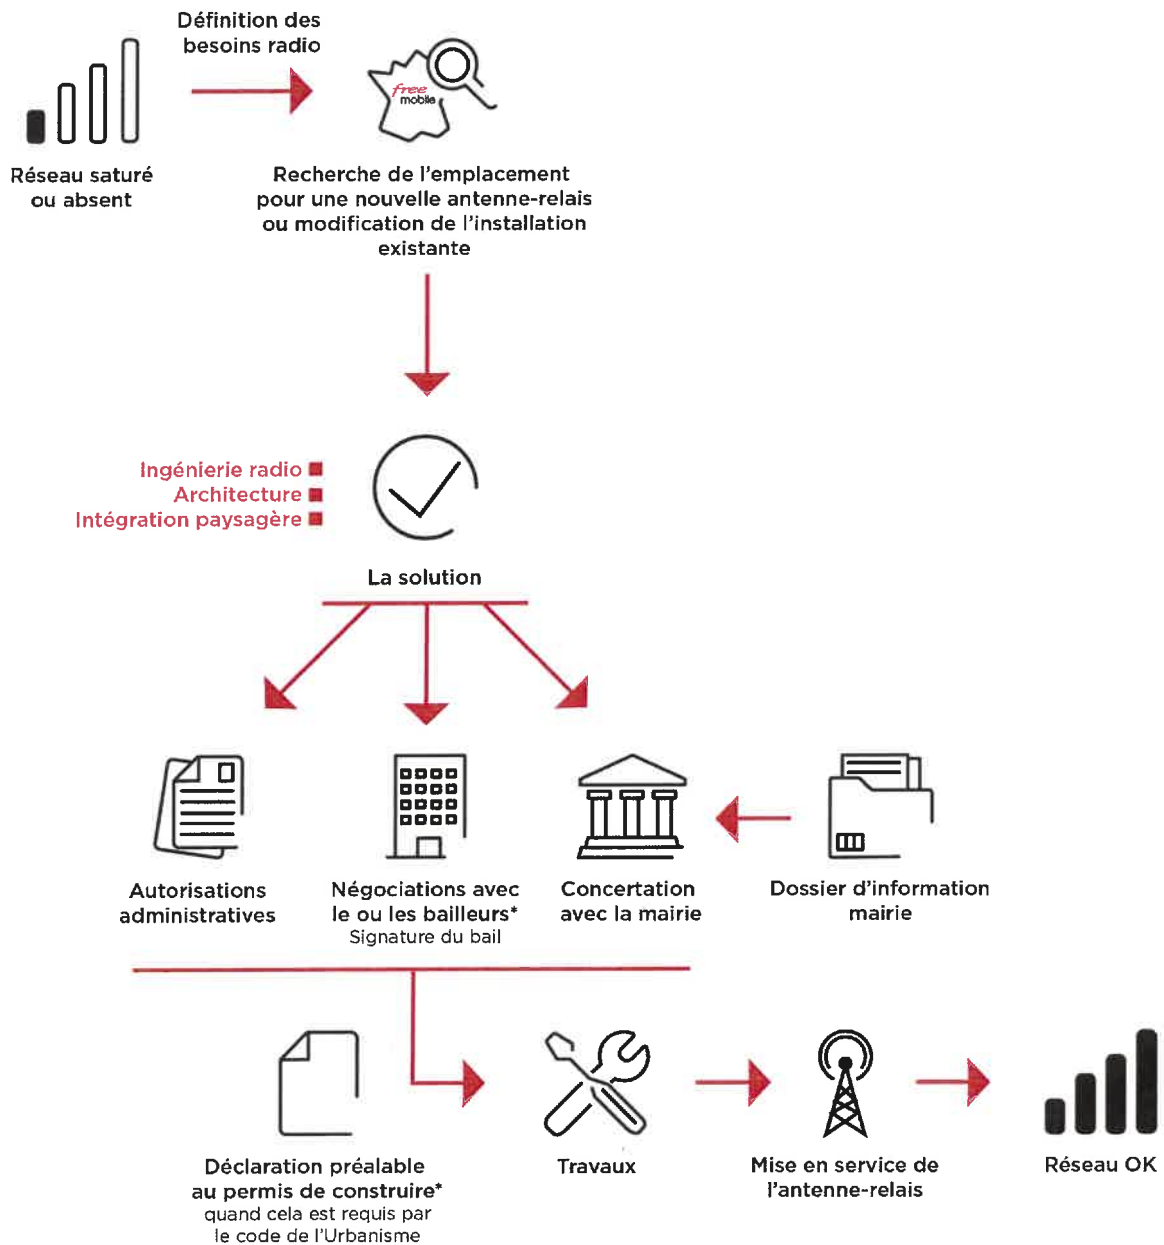 Définition des
besoins radio
free
mobile
Réseau saturé
ou absent
Recherche de l'emplacement
pour une nouvelle antenne-relais
ou modification de l'installation
existante
Ingénierie radio
Architecture
Intégration paysagère
La solution
Autorisations
administratives
Négociations avec
le ou les bailleurs*
Signature du bail
Concertation
avec la mairie
Dossier d'information
mairie
Déclaration préalable
au permis de construire*
quand cela est requis par
le code de l'Urbanisme
Travaux
Mise en service de
l'antenne-relais
Réseau OK